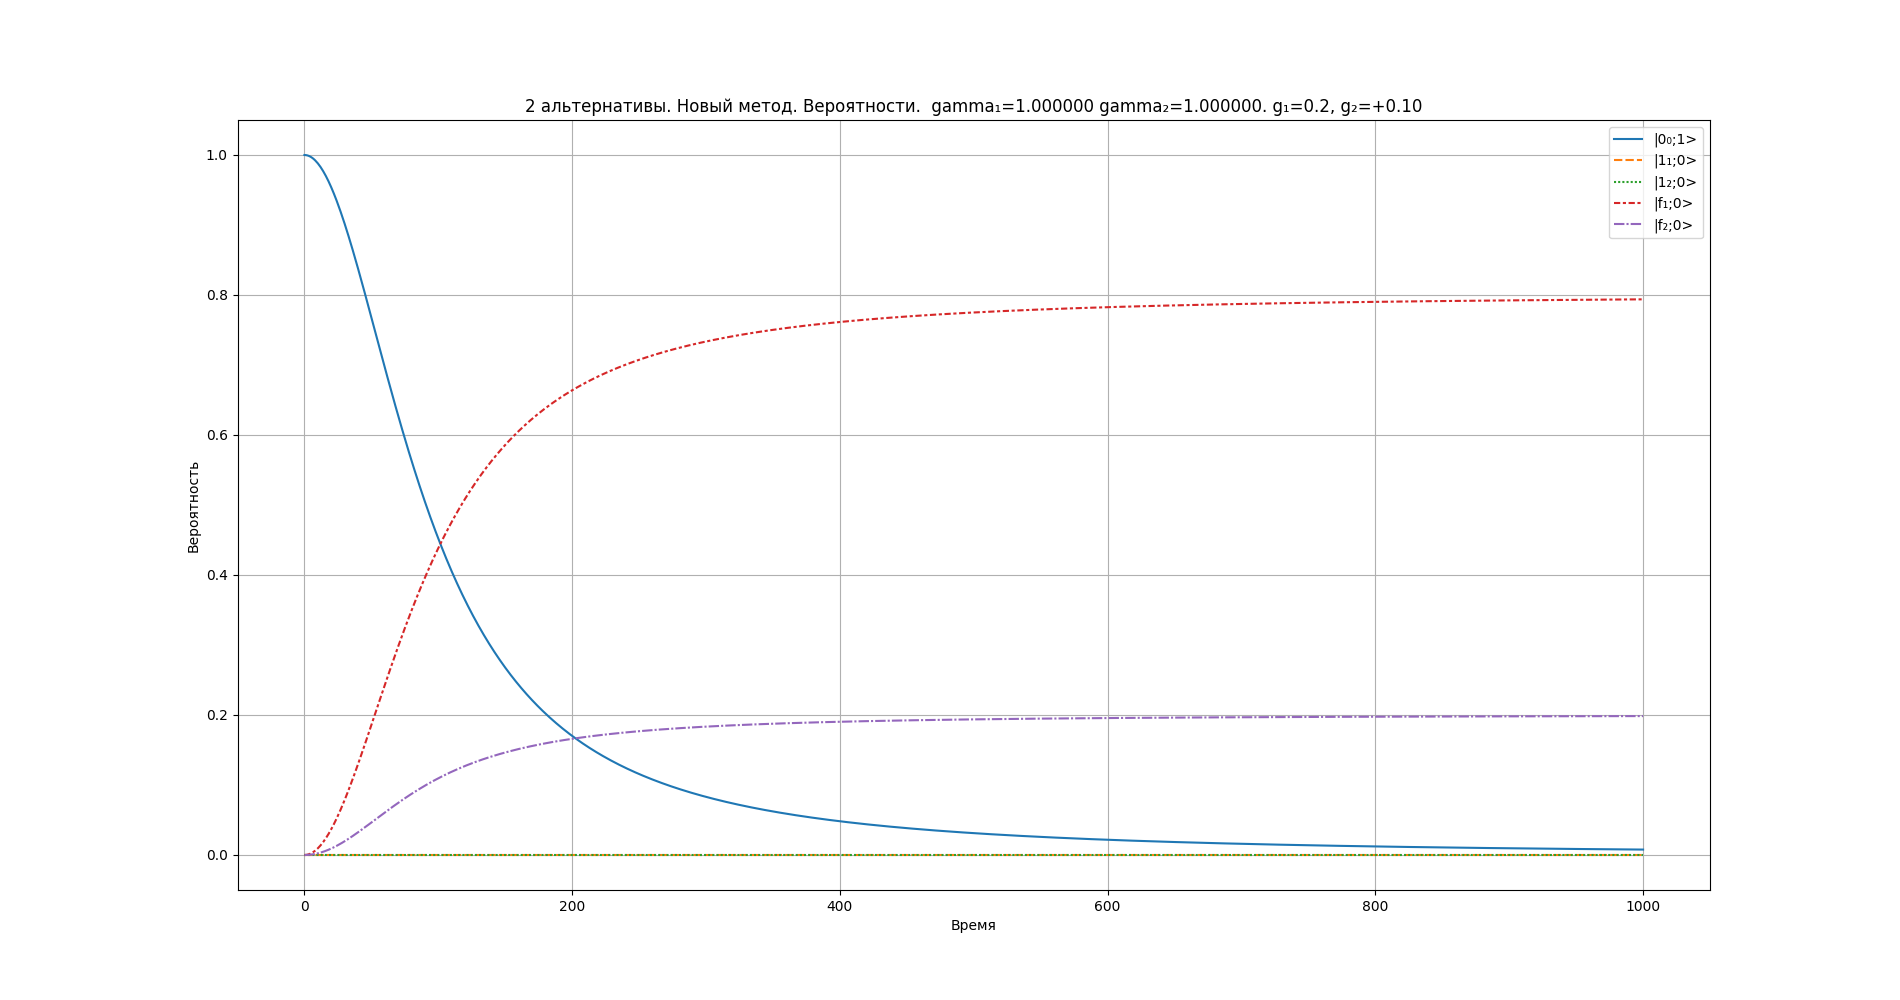 2 альтернативы. Новый метод. Вероятности.  gamma₁=1.000000 gamma₂=1.000000. g₁=0.2, g₂=+0.10
|0₀;1>
|1₁;0>
|1₂;0>
|f₁;0>
|f₂;0>
1.0
0.8
0.6
0.4
0.2
0.0
Вероятность
0 200 400 600 800 1000
Время